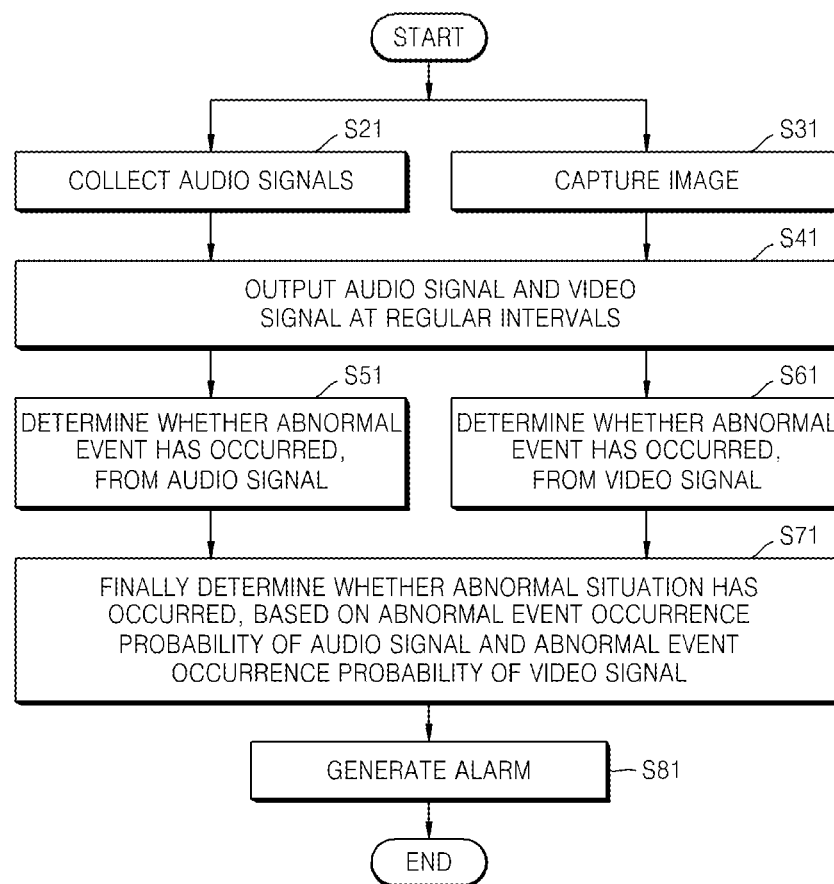 START
S21
S31
COLLECT AUDIO SIGNALS
CAPTURE IMAGE
S41
OUTPUT AUDIO SIGNAL AND VIDEO
SIGNAL AT REGULAR INTERVALS
S51
S61
DETERMINE WHETHER ABNORMAL
EVENT HAS OCCURRED,
FROM AUDIO SIGNAL
DETERMINE WHETHER ABNORMAL
EVENT HAS OCCURRED,
FROM VIDEO SIGNAL
S71
FINALLY DETERMINE WHETHER ABNORMAL SITUATION HAS
OCCURRED, BASED ON ABNORMAL EVENT OCCURRENCE
PROBABILITY OF AUDIO SIGNAL AND ABNORMAL EVENT
OCCURRENCE PROBABILITY OF VIDEO SIGNAL
GENERATE ALARM
S81
END